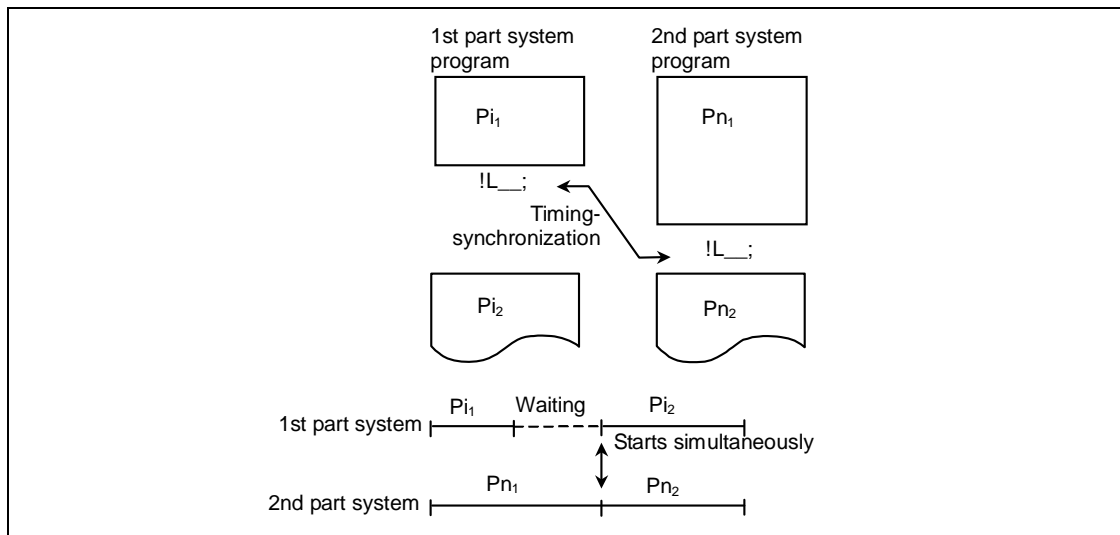 1st part system
program
2nd part system
program
Pi₁
Pn₁
!L__;
Timing-
synchronization
!L__;
Pi₂
Pn₂
Pi₁
Waiting
Pi₂
1st part system
Starts simultaneously
Pn₁
Pn₂
2nd part system